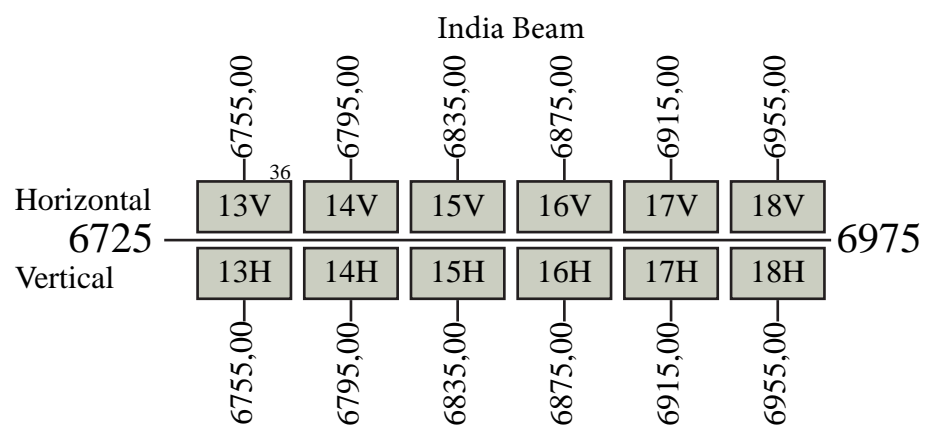 India Beam
6755,00 6795,00 6835,00 6875,00 6915,00 6955,00
36
Horizontal 13V 14V 15V 16V 17V 18V
6725 6975
Vertical 13H 14H 15H 16H 17H 18H
6755,00 6795,00 6835,00 6875,00 6915,00 6955,00